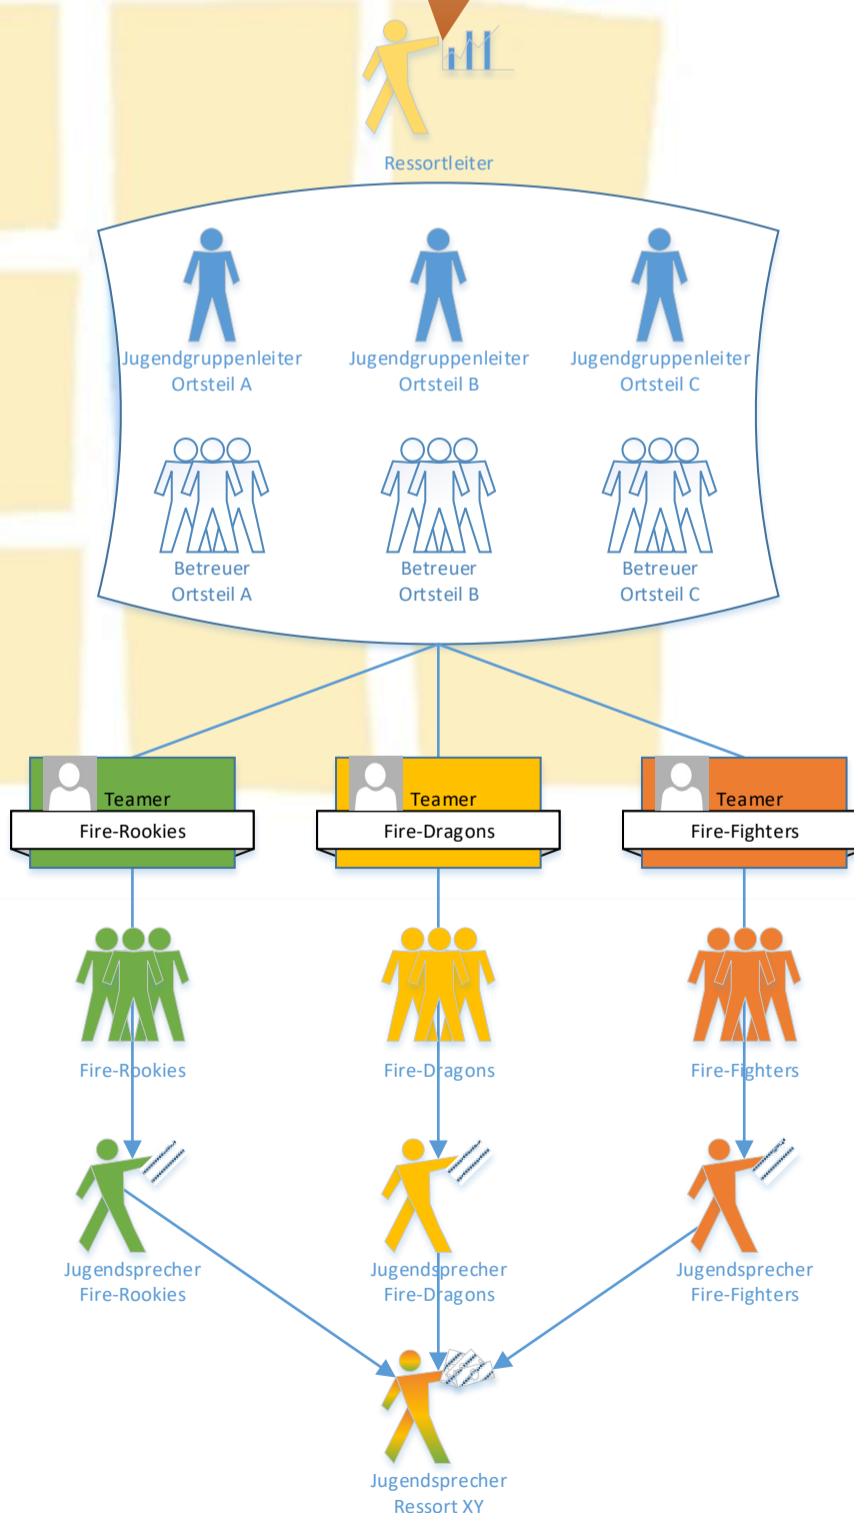 Ressortleiter
Jugendgruppenleiter
Ortsteil A
Jugendgruppenleiter
Ortsteil B
Jugendgruppenleiter
Ortsteil C
Betreuer
Ortsteil A
Betreuer
Ortsteil B
Betreuer
Ortsteil C
Teamer
Fire-Rookies
Teamer
Fire-Dragons
Teamer
Fire-Fighters
Fire-Rookies
Fire-Dragons
Fire-Fighters
Jugendsprecher
Fire-Rookies
Jugendsprecher
Fire-Dragons
Jugendsprecher
Fire-Fighters
Jugendsprecher
Ressort XY